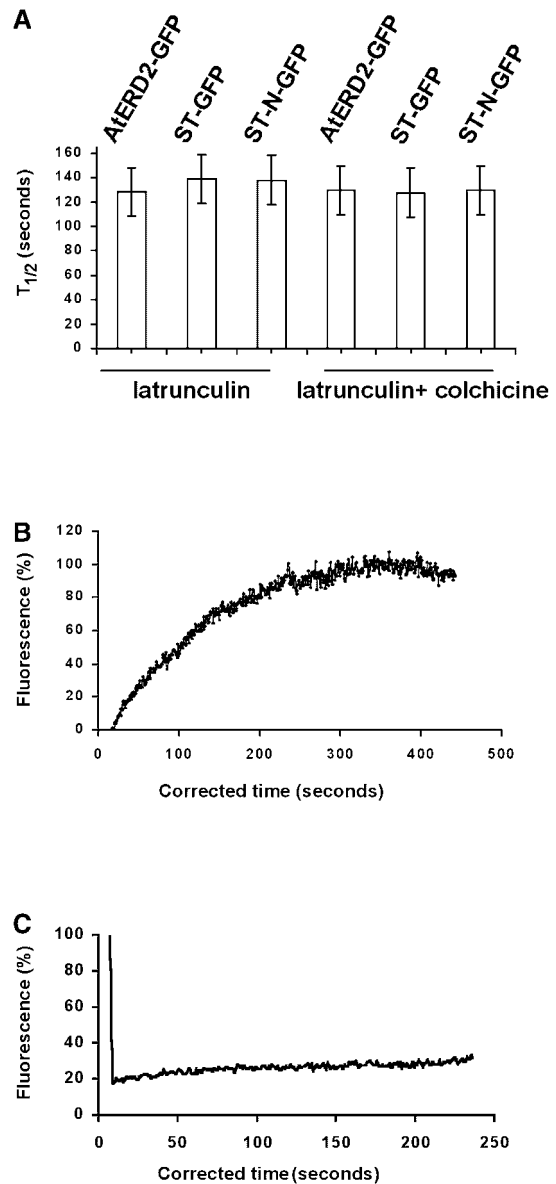 A
AtERD2-GFP
ST-GFP
ST-N-GFP
AtERD2-GFP
ST-GFP
ST-N-GFP
T1/2 (seconds)
160
140
120
100
80
60
40
20
0
latrunculin
latrunculin+ colchicine
B
Fluorescence (%)
120
100
80
60
40
20
0
0 100 200 300 400 500
Corrected time (seconds)
C
Fluorescence (%)
100
80
60
40
20
0
0 50 100 150 200 250
Corrected time (seconds)